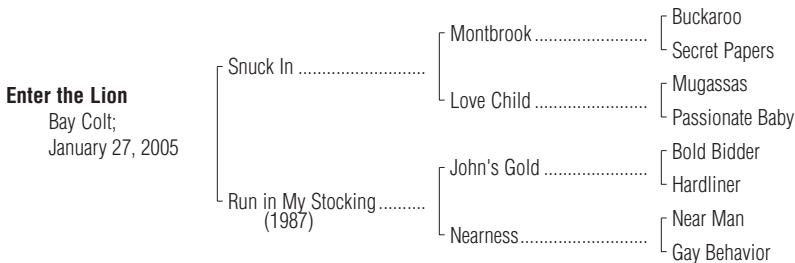 Buckaroo
Montbrook
Secret Papers
Snuck In
Mugassas
Love Child
Passionate Baby
Enter the Lion
Bay Colt;
January 27, 2005
Bold Bidder
John's Gold
Hardliner
Run in My Stocking
(1987)
Near Man
Nearness
Gay Behavior